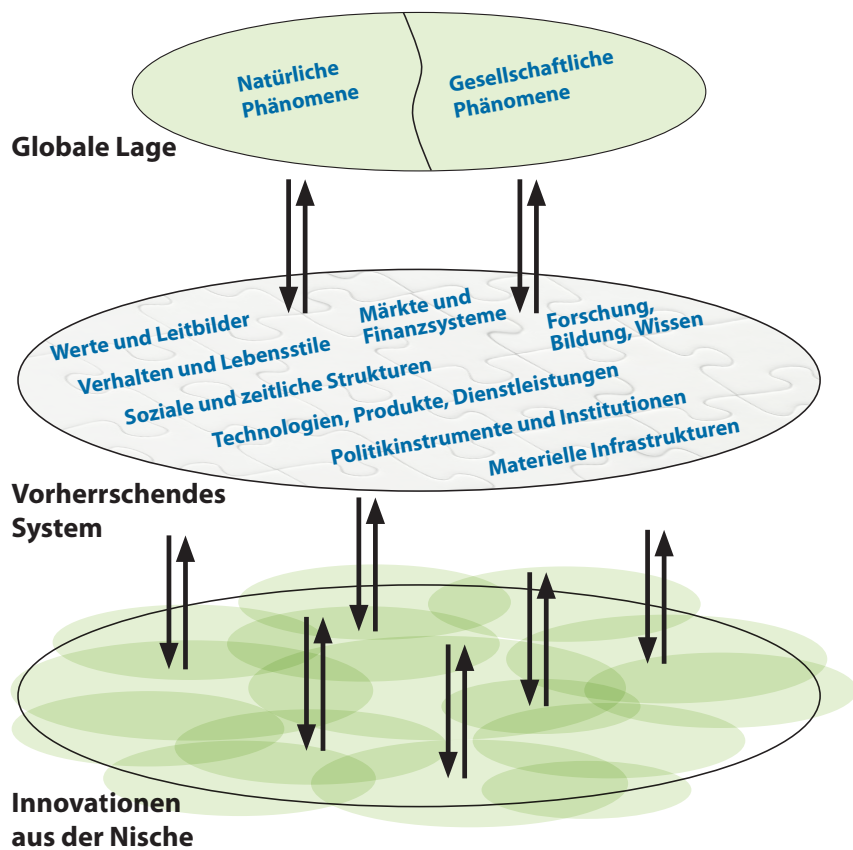 Natürliche
Phänomene
Gesellschaftliche
Phänomene
Globale Lage
Werte und Leitbilder
Märkte und
Finanzsysteme
Forschung,
Bildung, Wissen
Verhalten und Lebensstile
Soziale und zeitliche Strukturen
Technologien, Produkte, Dienstleistungen
Politikinstrumente und Institutionen
Materielle Infrastrukturen
Vorherrschendes
System
Innovationen
aus der Nische